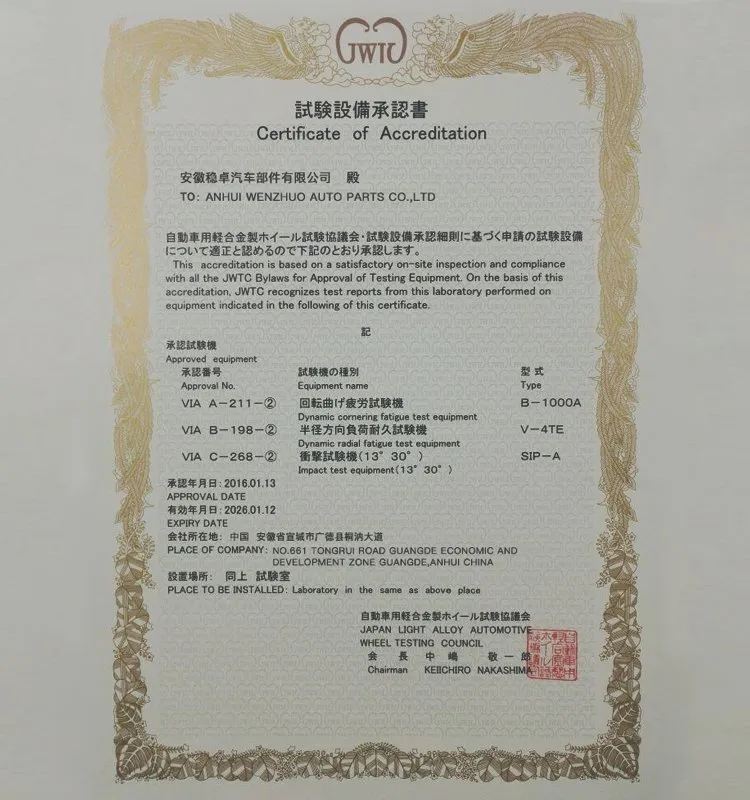 JWTC
試験設備承認書
Certificate of Accreditation
安徽稳卓汽车部件有限公司 殿
TO: ANHUI WENZHUO AUTO PARTS CO.,LTD
自動車用軽合金製ホイール試験協議会・試験設備承認細則に基づく申請の試験設備
について適正と認めるので下記のとおり承認します。
This accreditation is based on a satisfactory on-site inspection and compliance
with all the JWTC Bylaws for Approval of Testing Equipment. On the basis of this
accreditation, JWTC recognizes test reports from this laboratory performed on
equipment indicated in the following of this certificate.
記
承認試験機
Approved equipment
承認番号 試験機の種別 型式
Approval No. Equipment name Type
VIA A-211-② 回転曲げ疲労試験機 B-1000A
Dynamic cornering fatigue test equipment
VIA B-198-② 半径方向負荷耐久試験機 V-4TE
Dynamic radial fatigue test equipment
VIA C-268-② 衝撃試験機(13° 30°) SIP-A
Impact test equipment(13° 30°)
承認年月日: 2016.01.13
APPROVAL DATE
有効年月日: 2026.01.12
EXPIRY DATE
会社所在地: 中国 安徽省宣城市广德县桐汭大道
PLACE OF COMPANY: NO.661 TONGRUI ROAD GUANGDE ECONOMIC AND
DEVELOPMENT ZONE GUANGDE,ANHUI CHINA
設置場所: 同上 試験室
PLACE TO BE INSTALLED: Laboratory in the same as above place
自動車用軽合金製ホイール試験協議会
JAPAN LIGHT ALLOY AUTOMOTIVE
WHEEL TESTING COUNCIL
会 長 中 嶋 敬 一 郎
Chairman KEIICHIRO NAKASHIMA